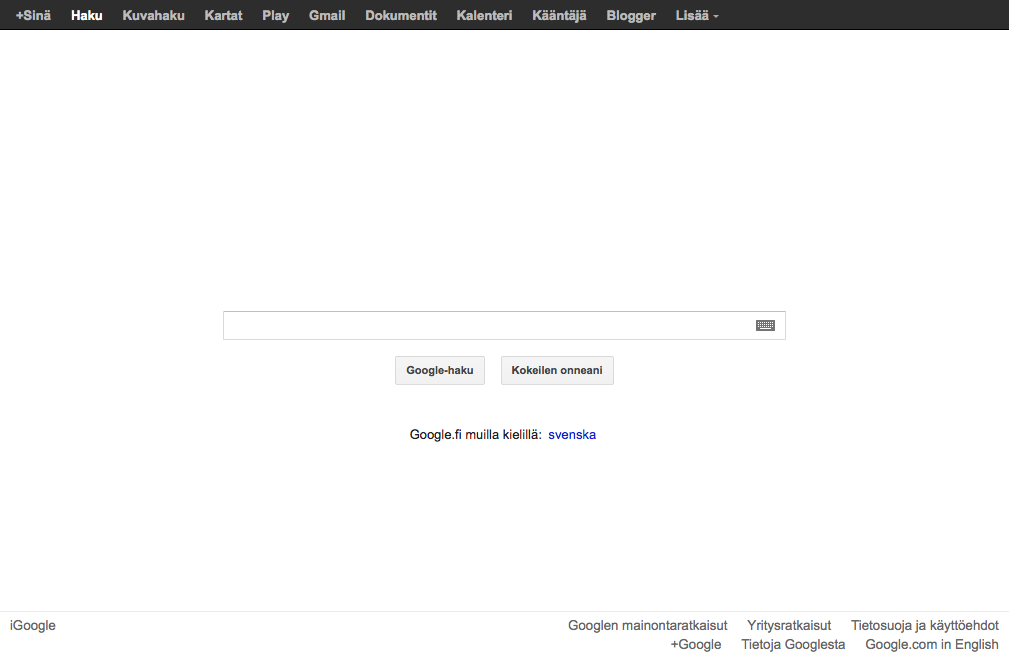 +Sinä Haku Kuvahaku Kartat Play Gmail Dokumentit Kalenteri Kääntäjä Blogger Lisää
Google-haku Kokeilen onneani
Google.fi muilla kielillä: svenska
iGoogle Googlen mainontaratkaisut Yritysratkaisut Tietosuoja ja käyttöehdot
+Google Tietoja Googlesta Google.com in English